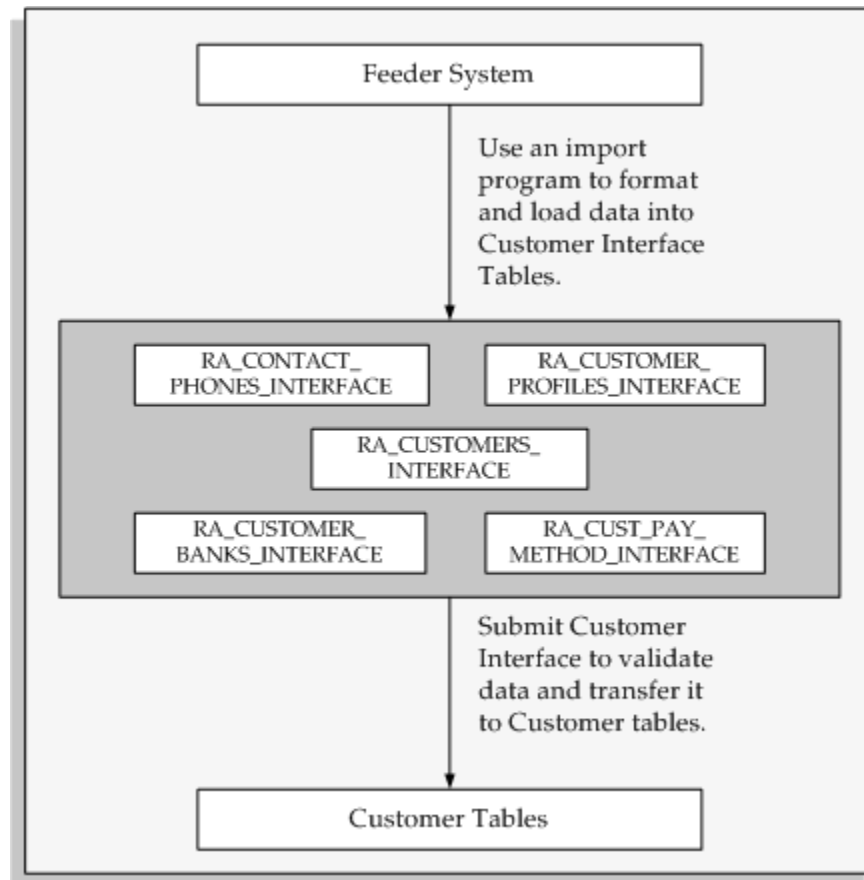 Feeder System
Use an import
program to format
and load data into
Customer Interface
Tables.
RA_CONTACT_
PHONES_INTERFACE
RA_CUSTOMER_
PROFILES_INTERFACE
RA_CUSTOMERS_
INTERFACE
RA_CUSTOMER_
BANKS_INTERFACE
RA_CUST_PAY_
METHOD_INTERFACE
Submit Customer
Interface to validate
data and transfer it
to Customer tables.
Customer Tables